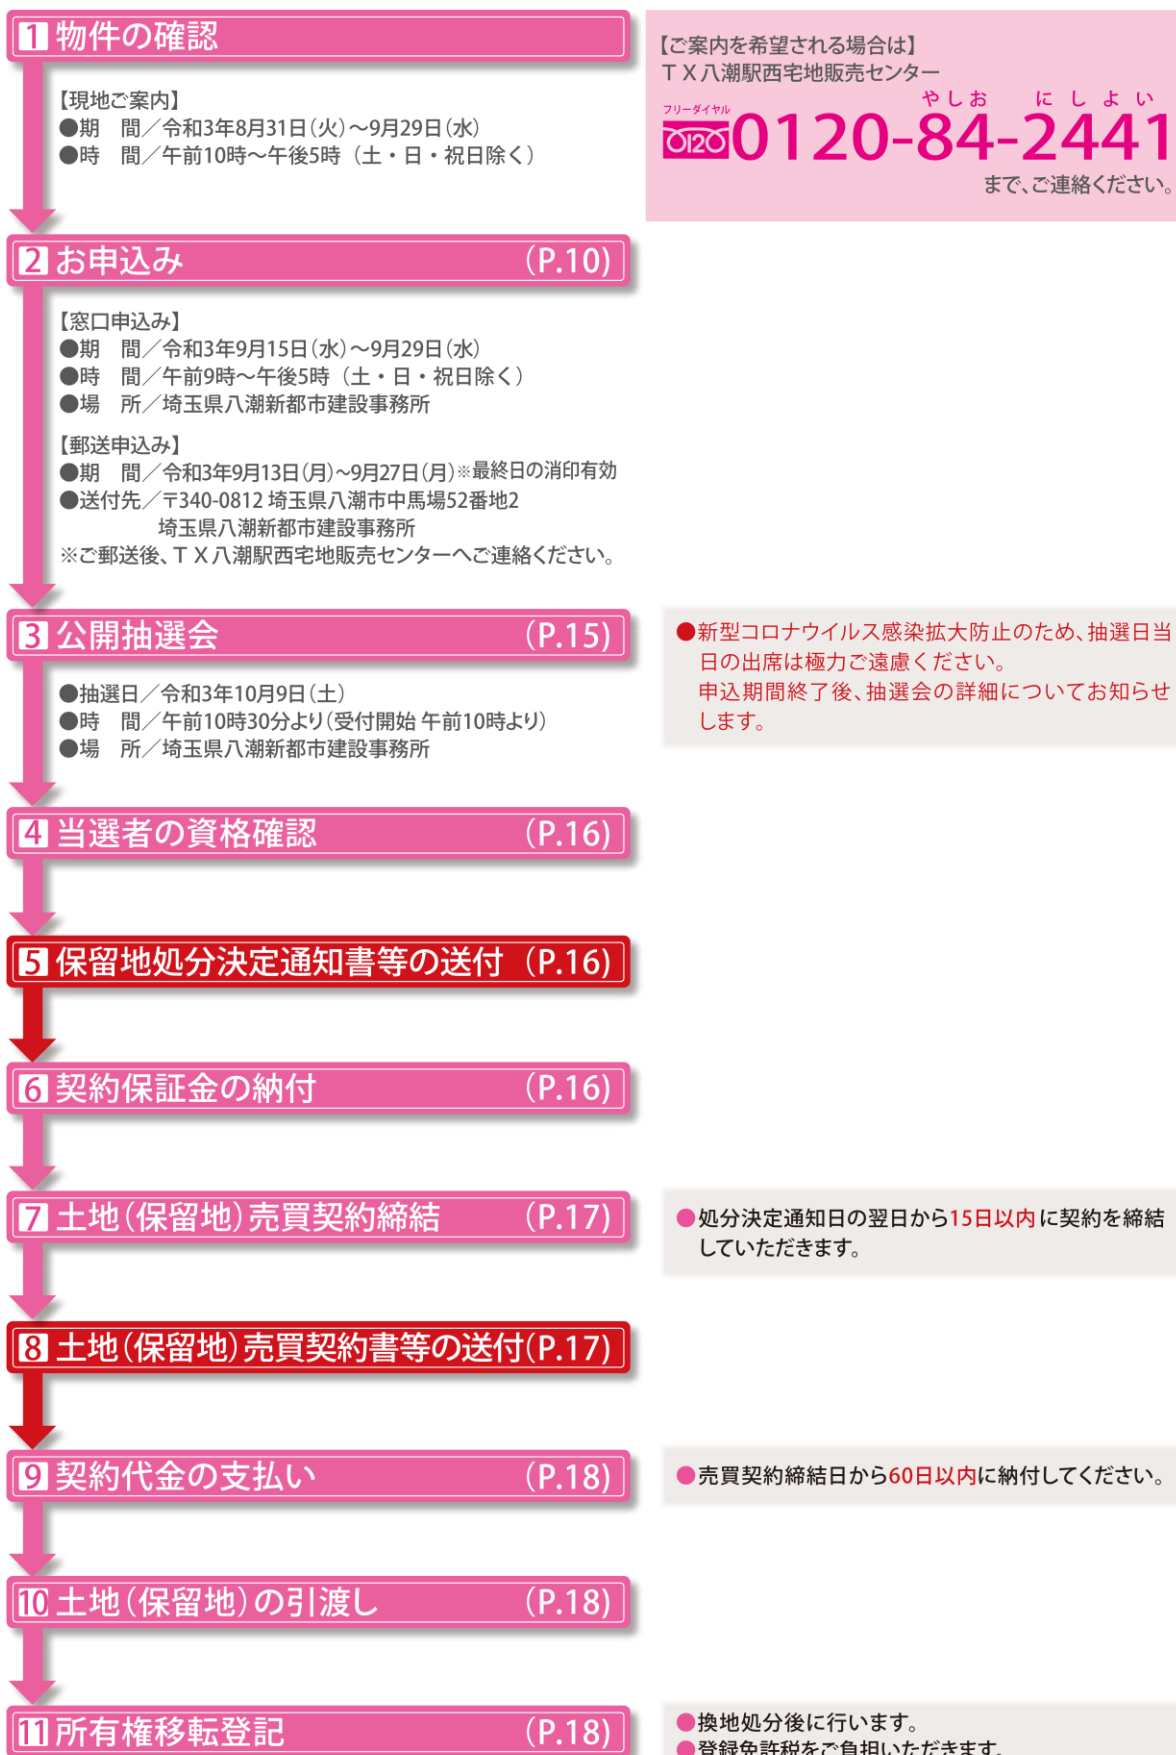 1 物件の確認
【現地ご案内】
●期　間／令和3年8月31日(火)～9月29日(水)
●時　間／午前10時～午後5時（土・日・祝日除く）
【ご案内を希望される場合は】
ＴＸ八潮駅西宅地販売センター
やしお　にしよい
フリーダイヤル
0120 0120-84-2441
まで、ご連絡ください。
2 お申込み (P.10)
【窓口申込み】
●期　間／令和3年9月15日(水)～9月29日(水)
●時　間／午前9時～午後5時（土・日・祝日除く）
●場　所／埼玉県八潮新都市建設事務所
【郵送申込み】
●期　間／令和3年9月13日(月)～9月27日(月)※最終日の消印有効
●送付先／〒340-0812 埼玉県八潮市中馬場52番地2
埼玉県八潮新都市建設事務所
※ご郵送後、ＴＸ八潮駅西宅地販売センターへご連絡ください。
3 公開抽選会 (P.15)
●抽選日／令和3年10月9日(土)
●時　間／午前10時30分より(受付開始 午前10時より)
●場　所／埼玉県八潮新都市建設事務所
●新型コロナウイルス感染拡大防止のため、抽選日当
日の出席は極力ご遠慮ください。
申込期間終了後、抽選会の詳細についてお知らせ
します。
4 当選者の資格確認 (P.16)
5 保留地処分決定通知書等の送付 (P.16)
6 契約保証金の納付 (P.16)
7 土地(保留地)売買契約締結 (P.17)
●処分決定通知日の翌日から15日以内に契約を締結
していただきます。
8 土地(保留地)売買契約書等の送付(P.17)
9 契約代金の支払い (P.18)
●売買契約締結日から60日以内に納付してください。
10 土地(保留地)の引渡し (P.18)
11 所有権移転登記 (P.18)
●換地処分後に行います。
●登録免許税をご負担いただきます。